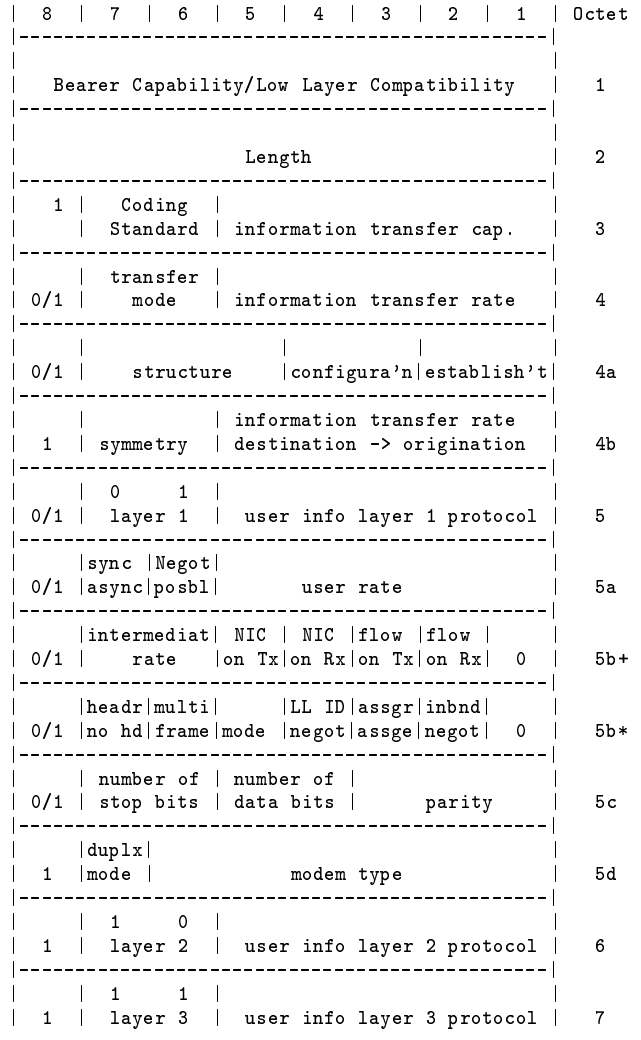 | 8 | 7 | 6 | 5 | 4 | 3 | 2 | 1 | Octet
|-----------------------------------------------|
| |
| Bearer Capability/Low Layer Compatibility | 1
|-----------------------------------------------|
| |
| Length | 2
|-----------------------------------------------|
| 1 | Coding | |
| | Standard | information transfer cap. | 3
|-----------------------------------------------|
| | transfer | |
| 0/1 | mode | information transfer rate | 4
|-----------------------------------------------|
| | | | |
| 0/1 | structure |configura'n|establish't| 4a
|-----------------------------------------------|
| | | information transfer rate |
| 1 | symmetry | destination -> origination | 4b
|-----------------------------------------------|
| | 0 1 | |
| 0/1 | layer 1 | user info layer 1 protocol | 5
|-----------------------------------------------|
| |sync |Negot| |
| 0/1 |async|posbl| user rate | 5a
|-----------------------------------------------|
| |intermediat| NIC | NIC |flow |flow | |
| 0/1 | rate |on Tx|on Rx|on Tx|on Rx| 0 | 5b+
|-----------------------------------------------|
| |headr|multi| |LL ID|assgr|inbnd| |
| 0/1 |no hd|frame|mode |negot|assge|negot| 0 | 5b*
|-----------------------------------------------|
| | number of | number of | |
| 0/1 | stop bits | data bits | parity | 5c
|-----------------------------------------------|
| |duplx| |
| 1 |mode | modem type | 5d
|-----------------------------------------------|
| | 1 0 | |
| 1 | layer 2 | user info layer 2 protocol | 6
|-----------------------------------------------|
| | 1 1 | |
| 1 | layer 3 | user info layer 3 protocol | 7